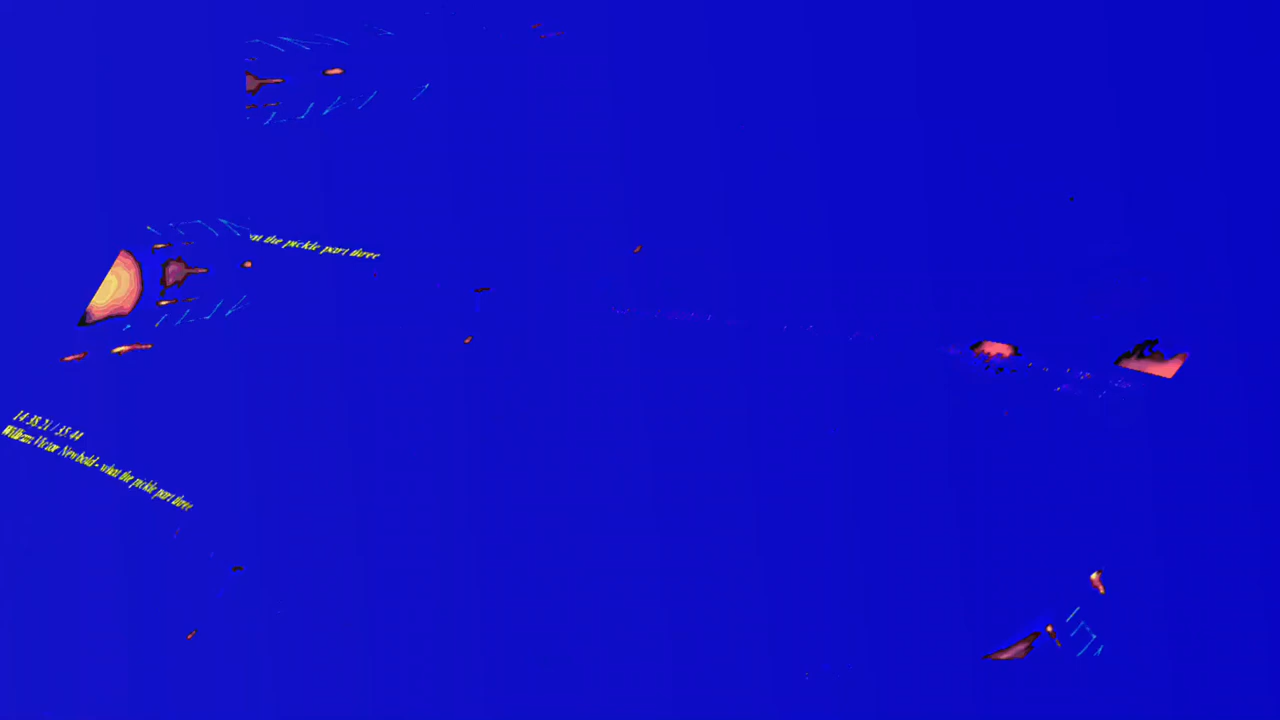 at the pickle part three
14:38.21 / 35:44
William Victor Newbold - what the pickle part three